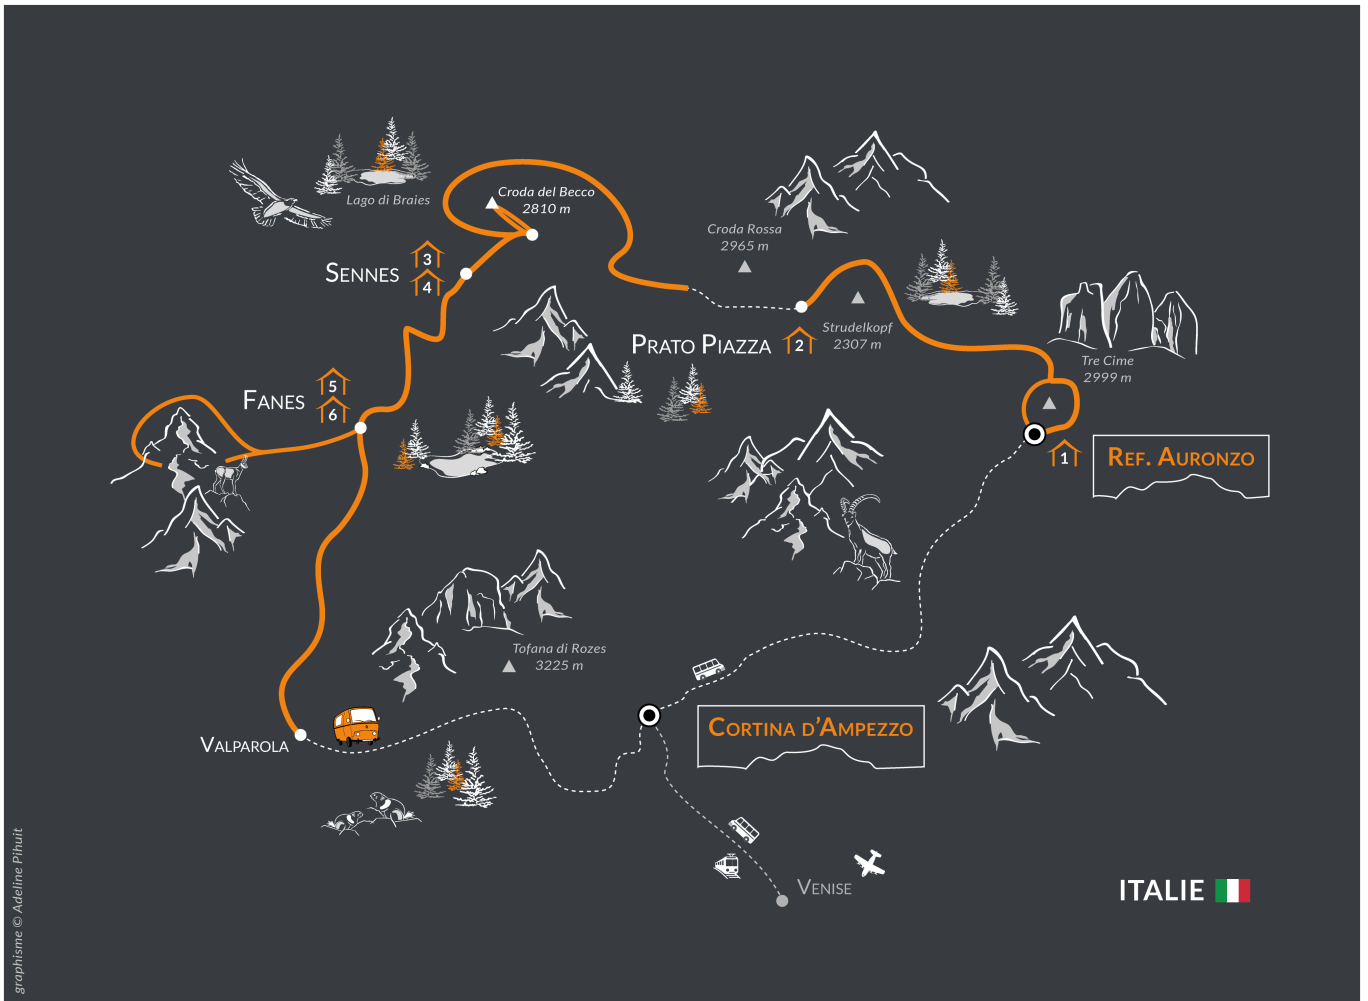 Croda del Becco
2810 m
Lago di Braies
Croda Rossa
2965 m
SENNES
3
4
PRATO PIAZZA
2
Strudelkopf
2307 m
Tre Cime
2999 m
FANES
5
6
1
REF. AURONZO
Tofana di Rozes
3225 m
VALPAROLA
CORTINA D'AMPEZZO
VENISE
ITALIE
graphisme © Adeline Pihuit